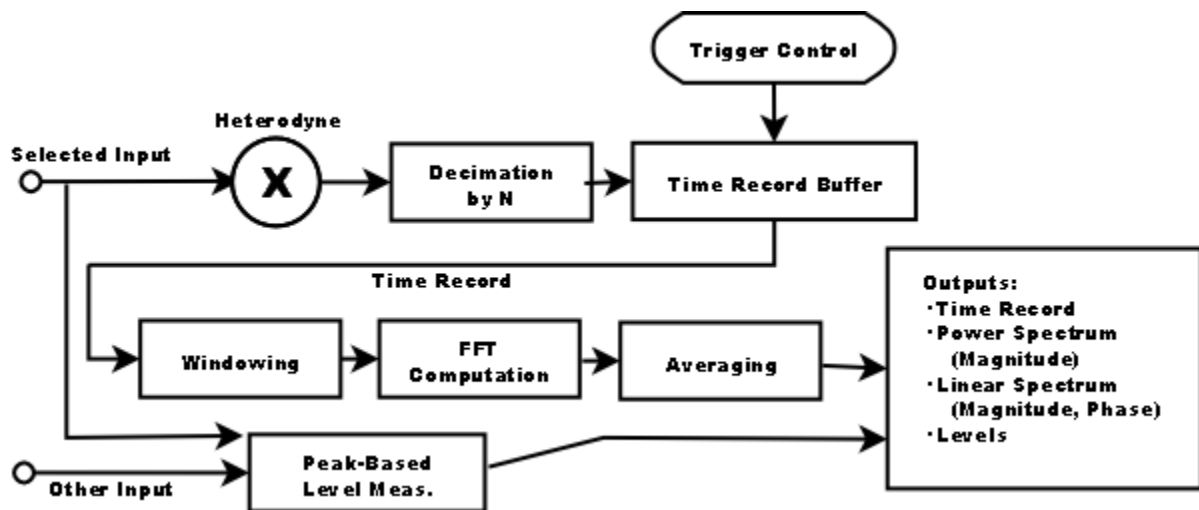 Trigger Control
Heterodyne
Selected Input
X
Decimation
by N
Time Record Buffer
Time Record
Windowing
FFT
Computation
Averaging
Outputs:
·Time Record
·Power Spectrum
(Magnitude)
·Linear Spectrum
(Magnitude, Phase)
·Levels
Peak-Based
Level Meas.
Other Input